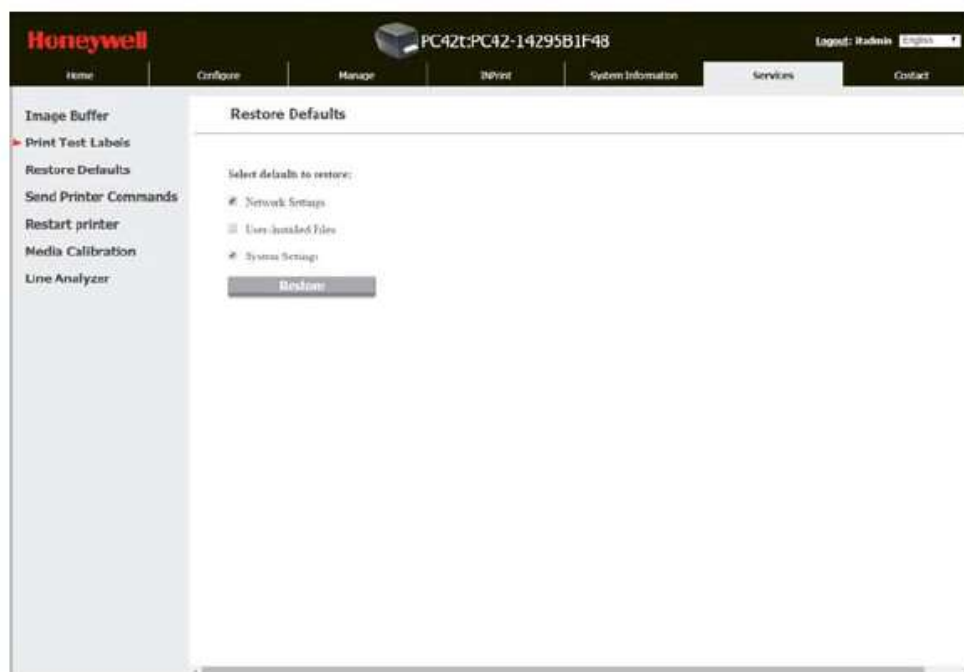 Honeywell
PC42t:PC42-14295B1F48
Logout: itadmin English
Home Configure Manage INPrint System Information Services Contact
Image Buffer
Print Test Labels
Restore Defaults
Send Printer Commands
Restart printer
Media Calibration
Line Analyzer
Restore Defaults
Select defaults to restore:
Network Settings
User-installed Files
System Settings
Restore